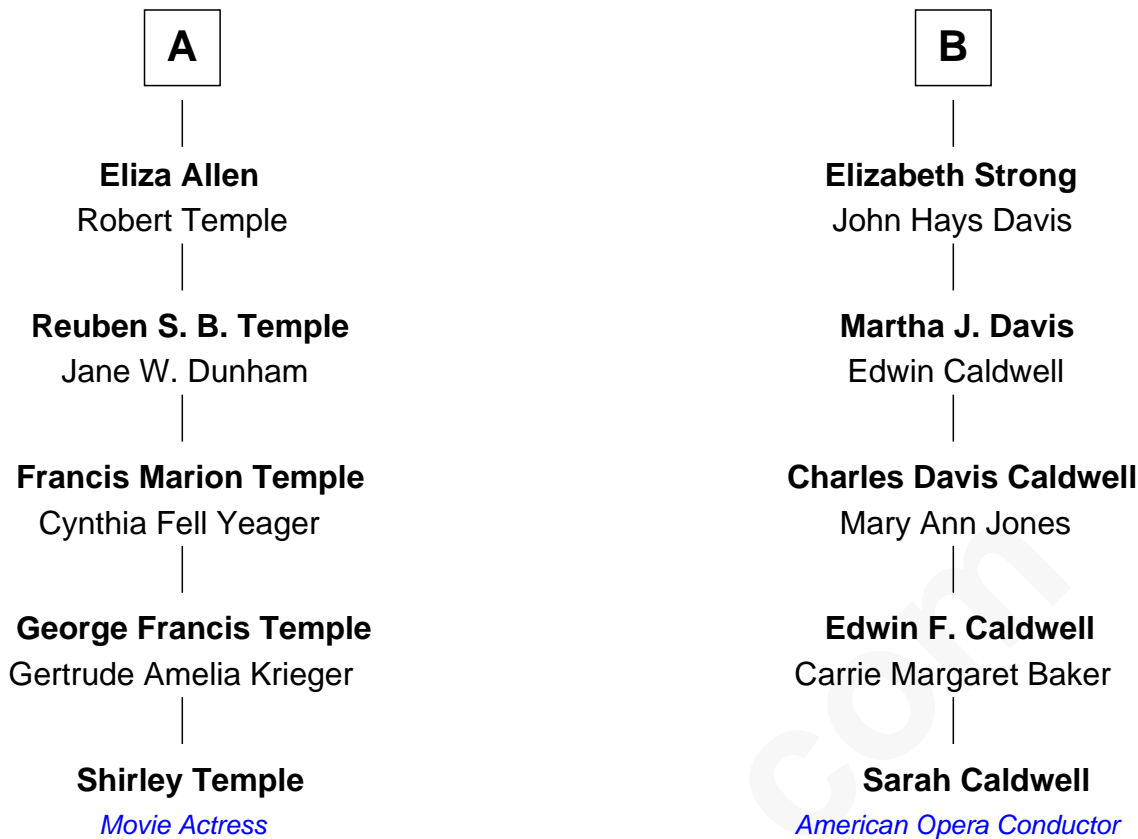 A
Eliza Allen
Robert Temple
Reuben S. B. Temple
Jane W. Dunham
Francis Marion Temple
Cynthia Fell Yeager
George Francis Temple
Gertrude Amelia Krieger
Shirley Temple
Movie Actress
B
Elizabeth Strong
John Hays Davis
Martha J. Davis
Edwin Caldwell
Charles Davis Caldwell
Mary Ann Jones
Edwin F. Caldwell
Carrie Margaret Baker
Sarah Caldwell
American Opera Conductor
com